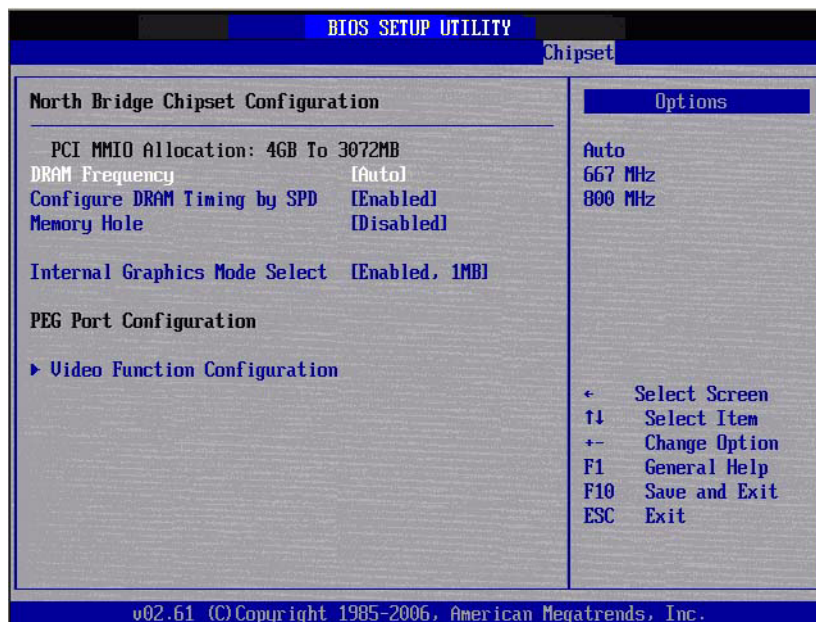 BIOS SETUP UTILITY
Chipset
North Bridge Chipset Configuration
PCI MMIO Allocation: 4GB To 3072MB
DRAM Frequency [Auto]
Configure DRAM Timing by SPD [Enabled]
Memory Hole [Disabled]
Internal Graphics Mode Select [Enabled, 1MB]
PEG Port Configuration
▶ Video Function Configuration
Options
Auto
667 MHz
800 MHz
← Select Screen
↑↓ Select Item
+- Change Option
F1 General Help
F10 Save and Exit
ESC Exit
v02.61 (C)Copyright 1985-2006, American Megatrends, Inc.